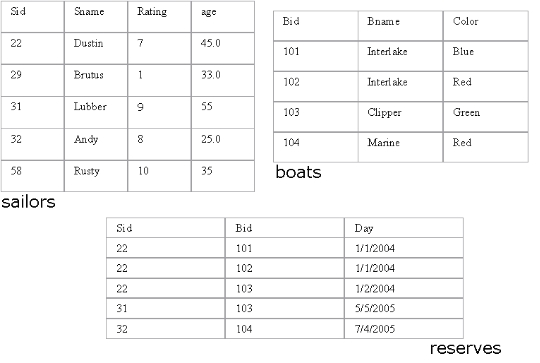 Sid Sname Rating age
22 Dustin 7 45.0
29 Brutus 1 33.0
31 Lubber 9 55
32 Andy 8 25.0
58 Rusty 10 35
sailors
Bid Bname Color
101 Interlake Blue
102 Interlake Red
103 Clipper Green
104 Marine Red
boats
Sid Bid Day
22 101 1/1/2004
22 102 1/1/2004
22 103 1/2/2004
31 103 5/5/2005
32 104 7/4/2005
reserves